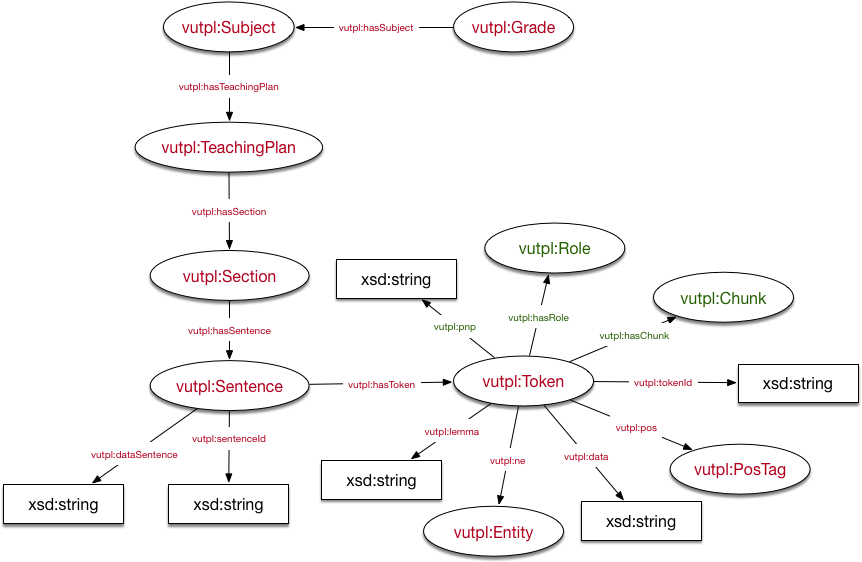 vutpl:Subject
vutpl:hasSubject
vutpl:Grade
vutpl:hasTeachingPlan
vutpl:TeachingPlan
vutpl:hasSection
vutpl:Role
vutpl:Section
xsd:string
vutpl:Chunk
vutpl:hasRole
vutpl:pnp
vutpl:hasSentence
vutpl:hasChunk
vutpl:Sentence
vutpl:hasToken
vutpl:Token
vutpl:tokenId
xsd:string
vutpl:dataSentence
vutpl:sentenceId
vutpl:lemma
vutpl:pos
vutpl:ne
vutpl:data
vutpl:PosTag
xsd:string
xsd:string
xsd:string
vutpl:Entity
xsd:string